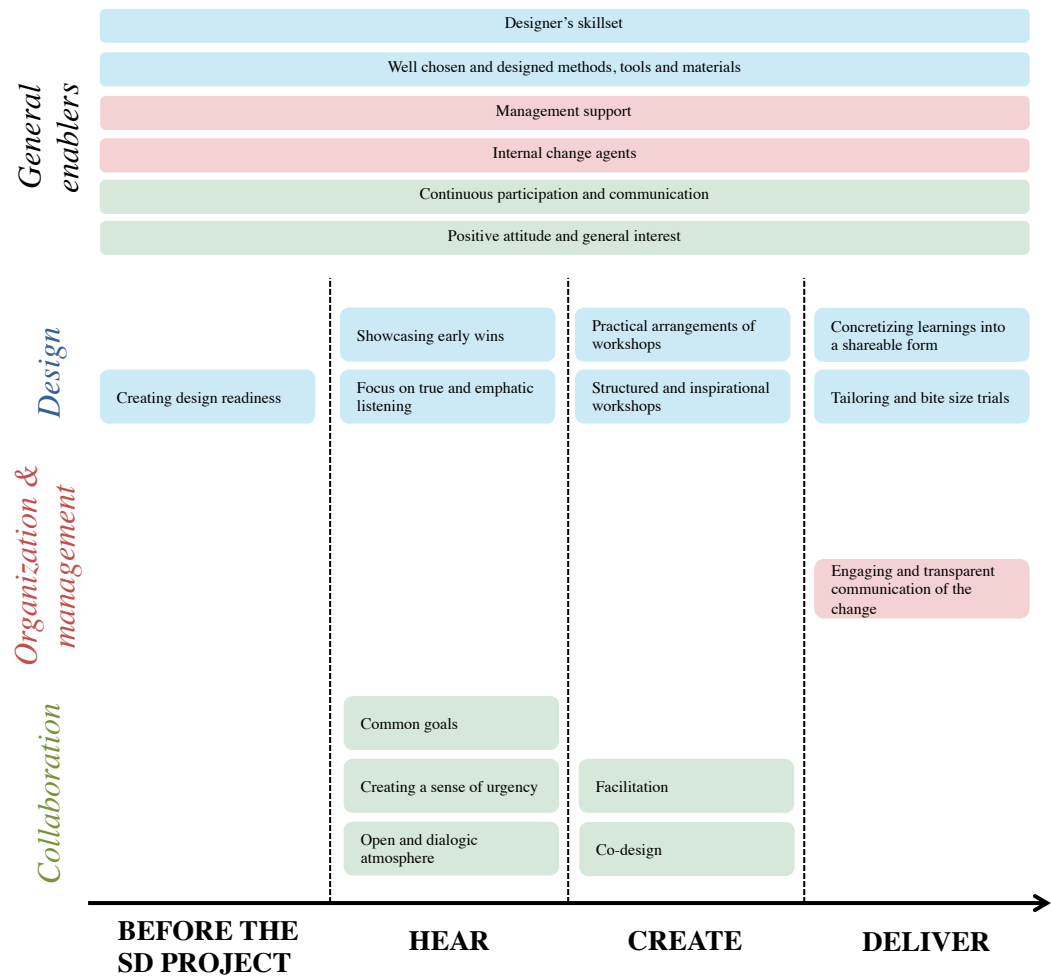 General
enablers
Designer’s skillset
Well chosen and designed methods, tools and materials
Management support
Internal change agents
Continuous participation and communication
Positive attitude and general interest
Design
Creating design readiness
Showcasing early wins
Focus on true and emphatic
listening
Practical arrangements of
workshops
Structured and inspirational
workshops
Concretizing learnings into
a shareable form
Tailoring and bite size trials
Organization &
management
Engaging and transparent
communication of the
change
Collaboration
Common goals
Creating a sense of urgency
Open and dialogic
atmosphere
Facilitation
Co-design
BEFORE THE
SD PROJECT
HEAR
CREATE
DELIVER